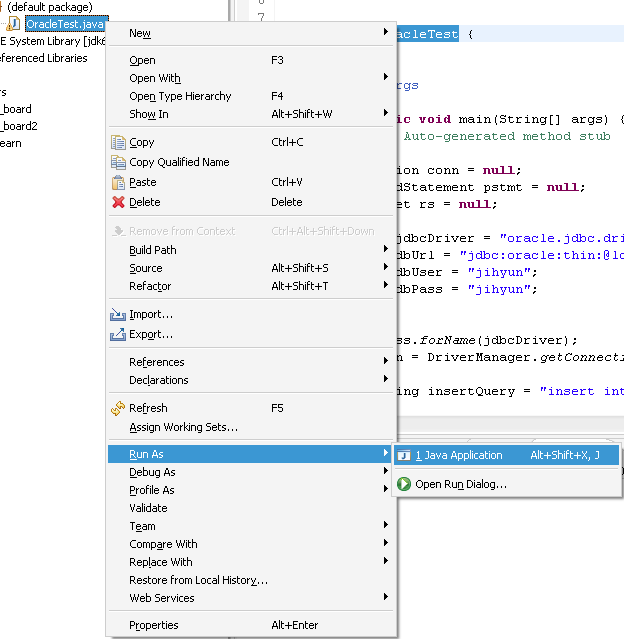 (default package)
OracleTest.java
E System Library [jdk6
eferenced Libraries
rs
_board
_board2
earn
New
Open F3
Open With
Open Type Hierarchy F4
Show In Alt+Shift+W
Copy Ctrl+C
Copy Qualified Name
Paste Ctrl+V
Delete Delete
Remove from Context Ctrl+Alt+Shift+Down
Build Path
Source Alt+Shift+S
Refactor Alt+Shift+T
Import...
Export...
References
Declarations
Refresh F5
Assign Working Sets...
Run As
Debug As
Profile As
Validate
Team
Compare With
Replace With
Restore from Local History...
Web Services
Properties Alt+Enter
1 Java Application Alt+Shift+X, J
Open Run Dialog...
7
acleTest {
rgs
ic void main(String[] args) {
Auto-generated method stub
ion conn = null;
dStatement pstmt = null;
et rs = null;
jdbcDriver = "oracle.jdbc.dri
dbUrl = "jdbc:oracle:thin:@lo
dbUser = "jihyun";
dbPass = "jihyun";
ss.forName(jdbcDriver);
n = DriverManager.getConnecti
ing insertQuery = "insert int